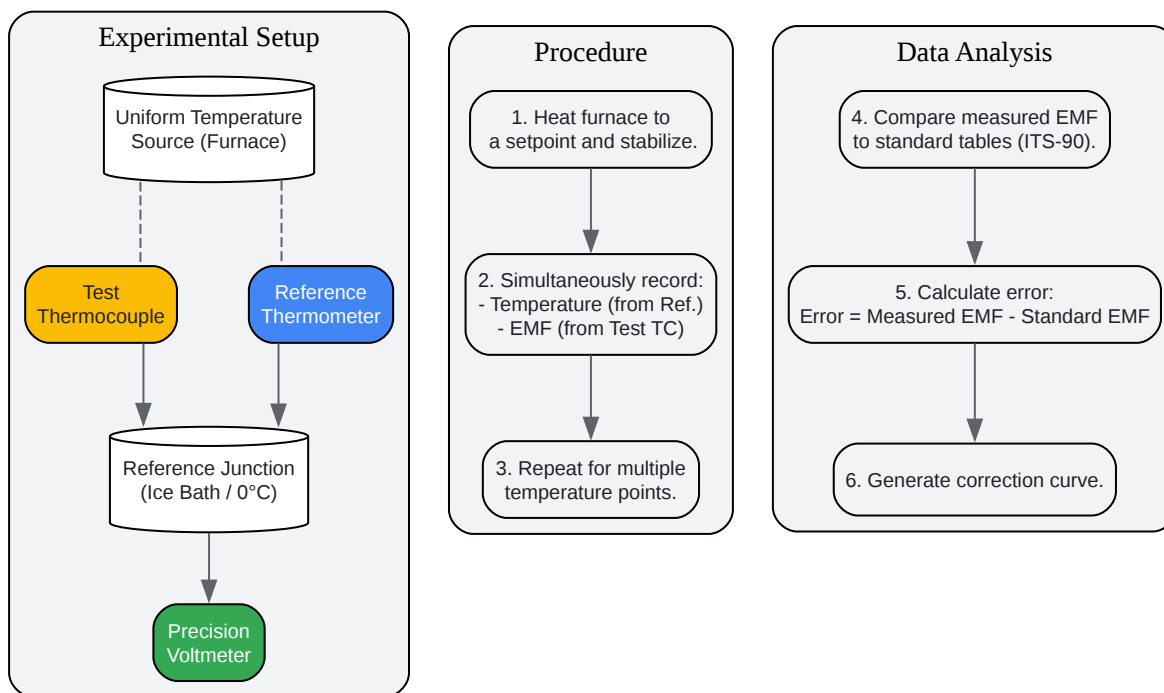 Experimental Setup
Uniform Temperature
Source (Furnace)
Test
Thermocouple
Reference
Thermometer
Reference Junction
(Ice Bath / 0°C)
Precision
Voltmeter
Procedure
1. Heat furnace to
a setpoint and stabilize.
2. Simultaneously record:
- Temperature (from Ref.)
- EMF (from Test TC)
3. Repeat for multiple
temperature points.
Data Analysis
4. Compare measured EMF
to standard tables (ITS-90).
5. Calculate error:
Error = Measured EMF - Standard EMF
6. Generate correction curve.